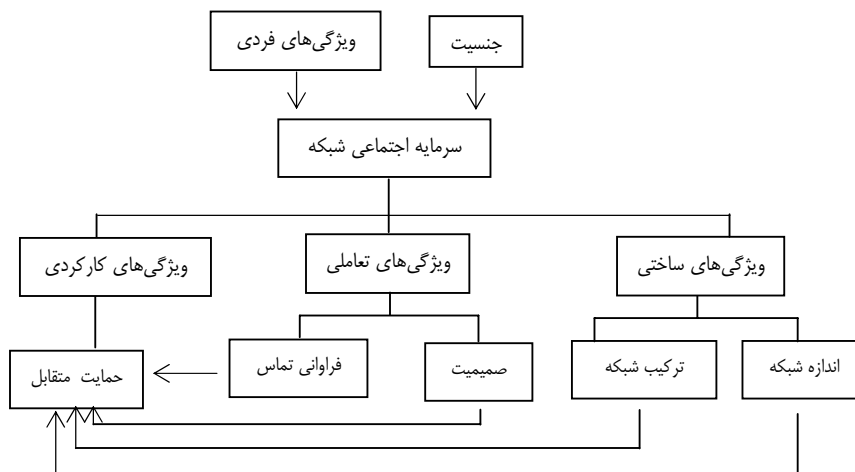 جنسیت
ویژگی‌های فردی
سرمایه اجتماعی شبکه
ویژگی‌های ساختی
ویژگی‌های تعاملی
ویژگی‌های کارکردی
اندازه شبکه
ترکیب شبکه
صمیمیت
فراوانی تماس
حمایت متقابل